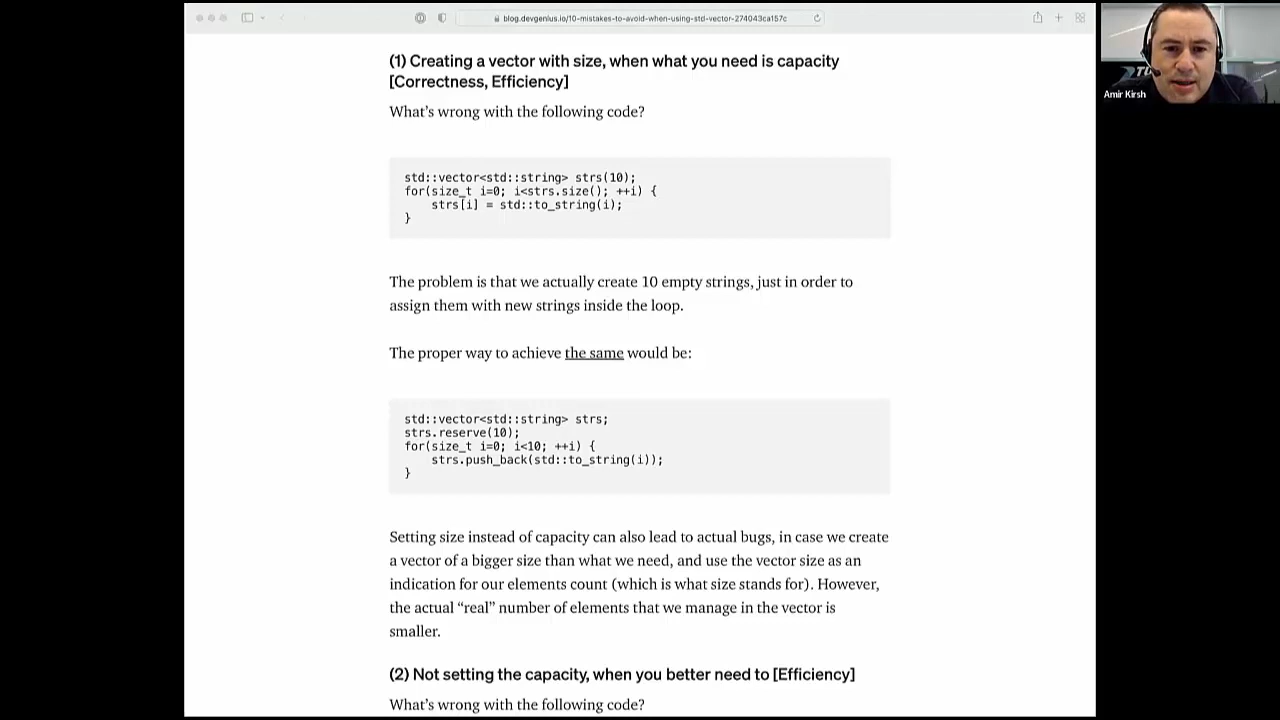 blog.devgenius.io/10-mistakes-to-avoid-when-using-std-vector-274043ca157c
Amir Kirsh
(1) Creating a vector with size, when what you need is capacity
[Correctness, Efficiency]
What's wrong with the following code?
std::vector<std::string> strs(10);
for(size_t i=0; i<strs.size(); ++i) {
    strs[i] = std::to_string(i);
}
The problem is that we actually create 10 empty strings, just in order to
assign them with new strings inside the loop.
The proper way to achieve the same would be:
std::vector<std::string> strs;
strs.reserve(10);
for(size_t i=0; i<10; ++i) {
    strs.push_back(std::to_string(i));
}
Setting size instead of capacity can also lead to actual bugs, in case we create
a vector of a bigger size than what we need, and use the vector size as an
indication for our elements count (which is what size stands for). However,
the actual “real” number of elements that we manage in the vector is
smaller.
(2) Not setting the capacity, when you better need to [Efficiency]
What's wrong with the following code?